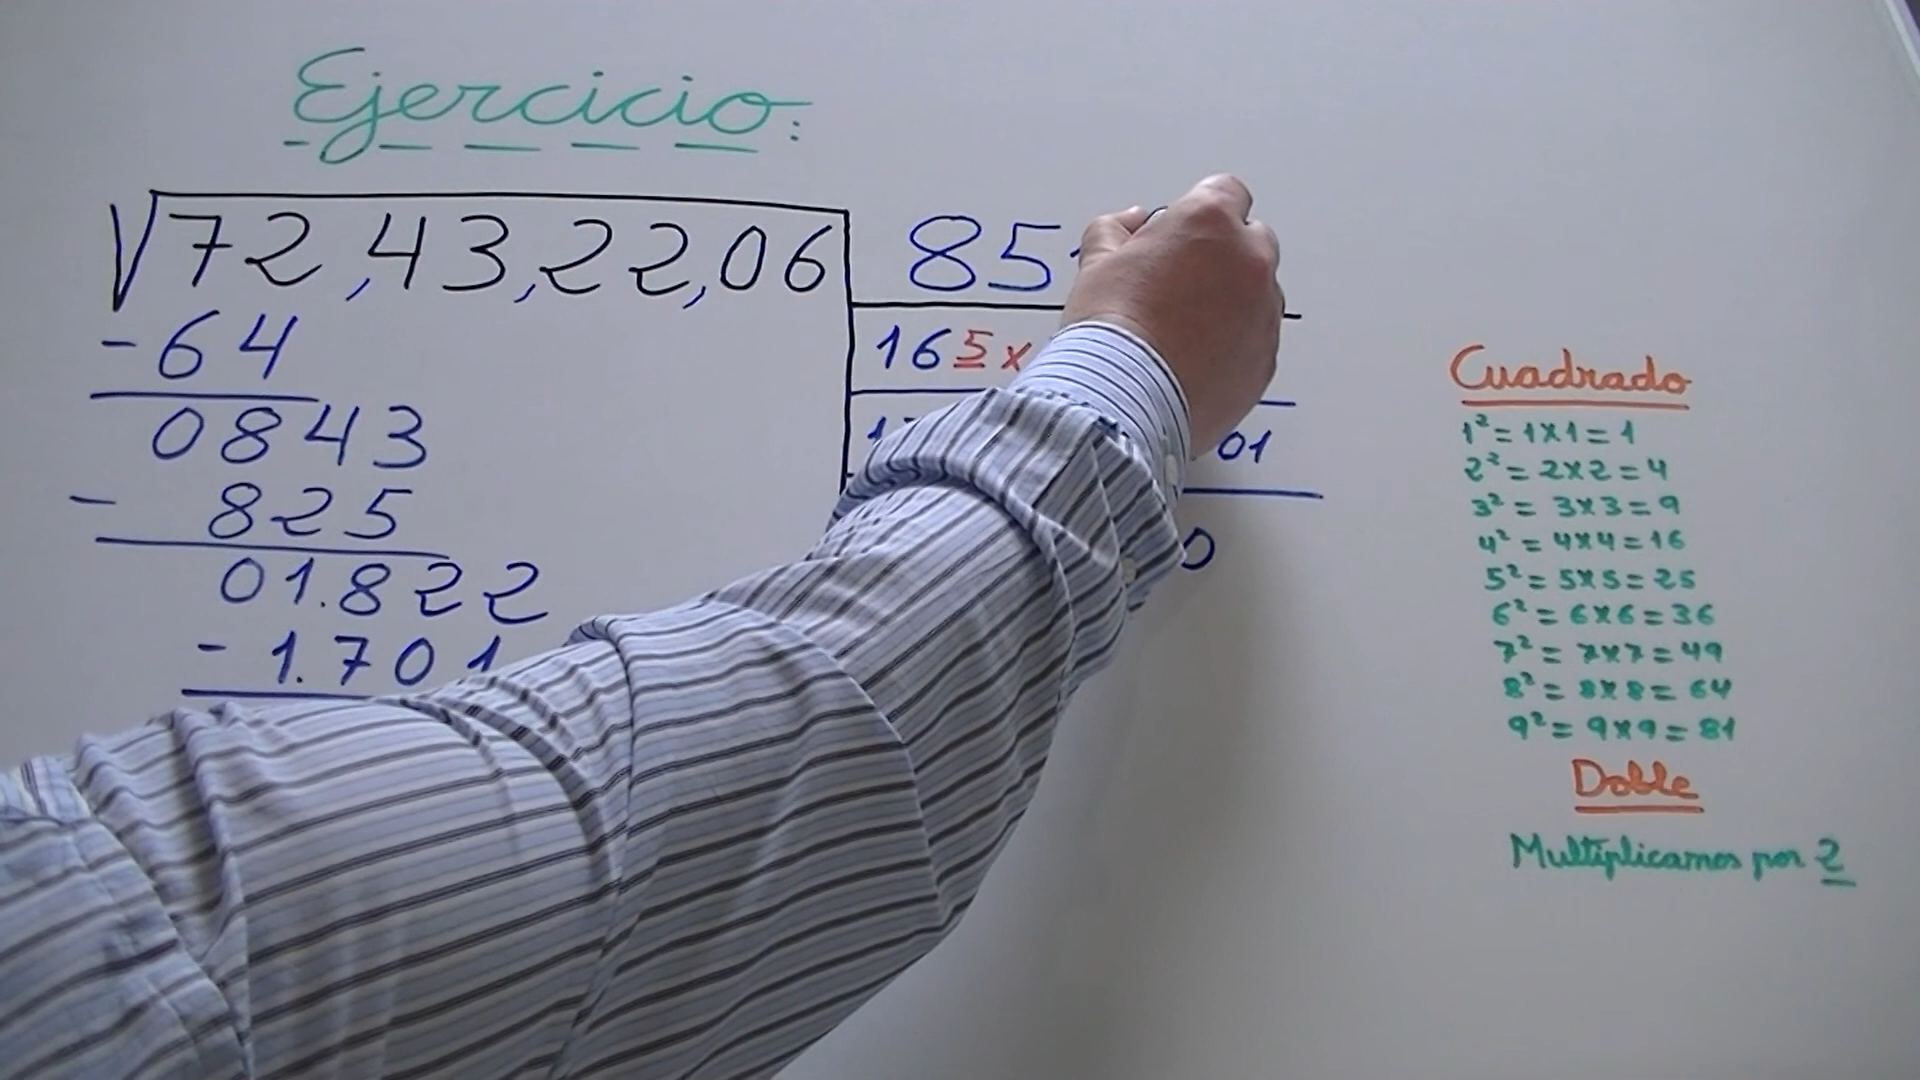 Ejercicio:
√72,43,22,06 85
-64
165x
0843
01
- 825
01.822
0
-1.701
Cuadrado
1²=1x1=1
2²=2x2=4
3²=3x3=9
4²=4x4=16
5²=5x5=25
6²=6x6=36
7²=7x7=49
8²=8x8=64
9²=9x9=81
Doble
Multiplicamos por 2